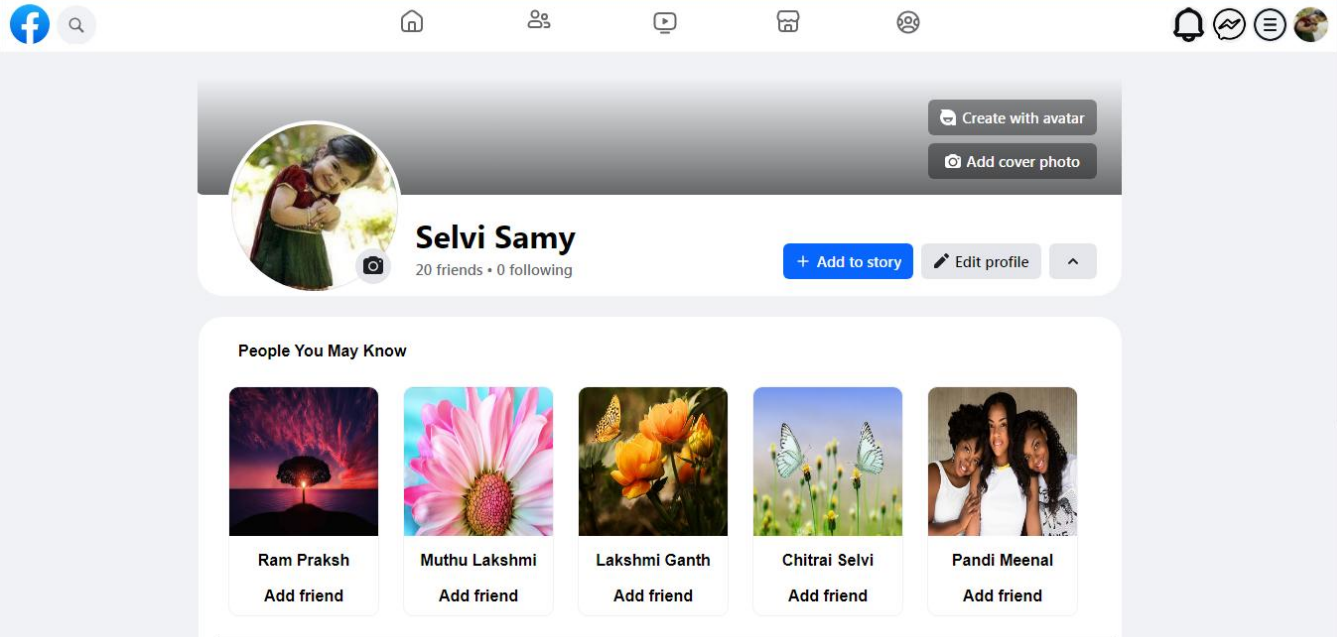 Create with avatar
Add cover photo
Selvi Samy
20 friends • 0 following
+ Add to story
Edit profile
People You May Know
Ram Praksh
Muthu Lakshmi
Lakshmi Ganth
Chitrai Selvi
Pandi Meenal
Add friend
Add friend
Add friend
Add friend
Add friend